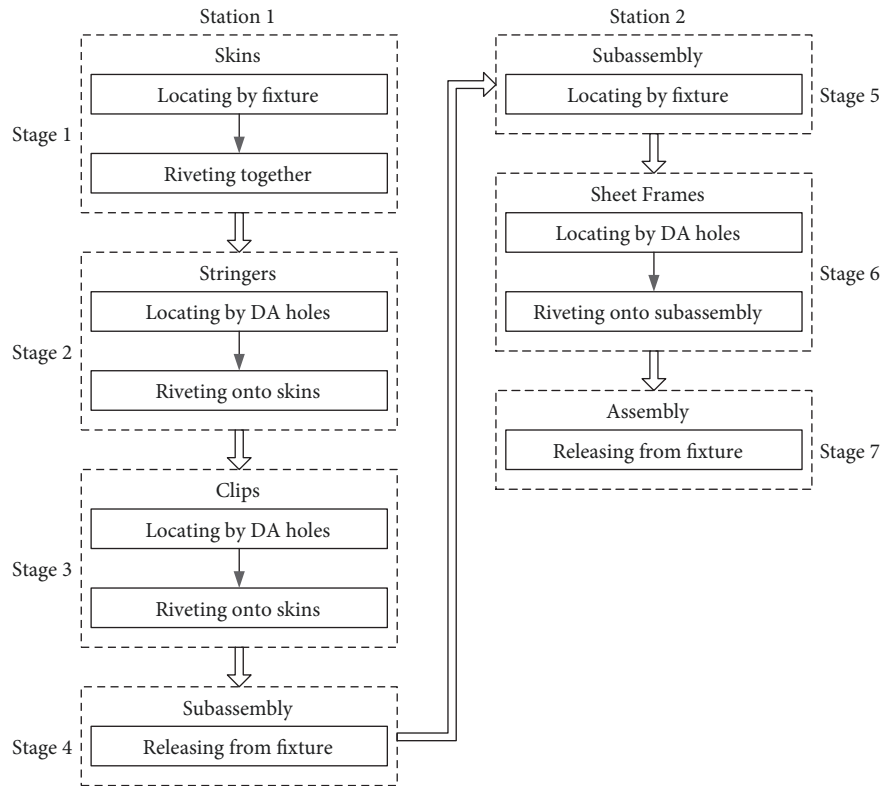 Station 1
Skins
Locating by fixture
Stage 1
Riveting together
Stringers
Locating by DA holes
Stage 2
Riveting onto skins
Clips
Locating by DA holes
Stage 3
Riveting onto skins
Subassembly
Stage 4
Releasing from fixture
Station 2
Subassembly
Locating by fixture
Stage 5
Sheet Frames
Locating by DA holes
Stage 6
Riveting onto subassembly
Assembly
Releasing from fixture
Stage 7